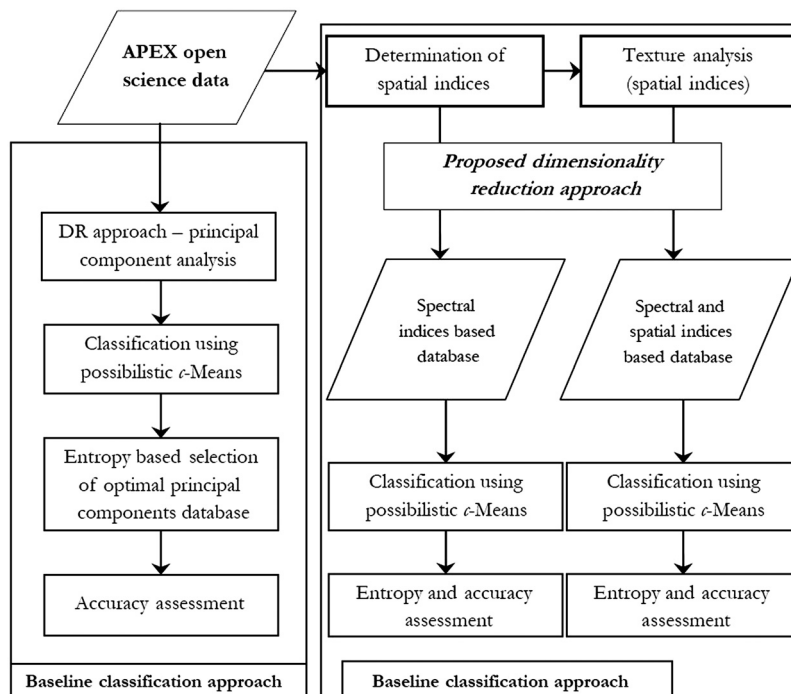 APEX open
science data
Determination of
spatial indices
Texture analysis
(spatial indices)
Proposed dimensionality
reduction approach
DR approach – principal
component analysis
Classification using
possibilistic c-Means
Entropy based selection
of optimal principal
components database
Accuracy assessment
Baseline classification approach
Spectral
indices based
database
Spectral and
spatial indices
based database
Classification using
possibilistic c-Means
Classification using
possibilistic c-Means
Entropy and accuracy
assessment
Entropy and accuracy
assessment
Baseline classification approach